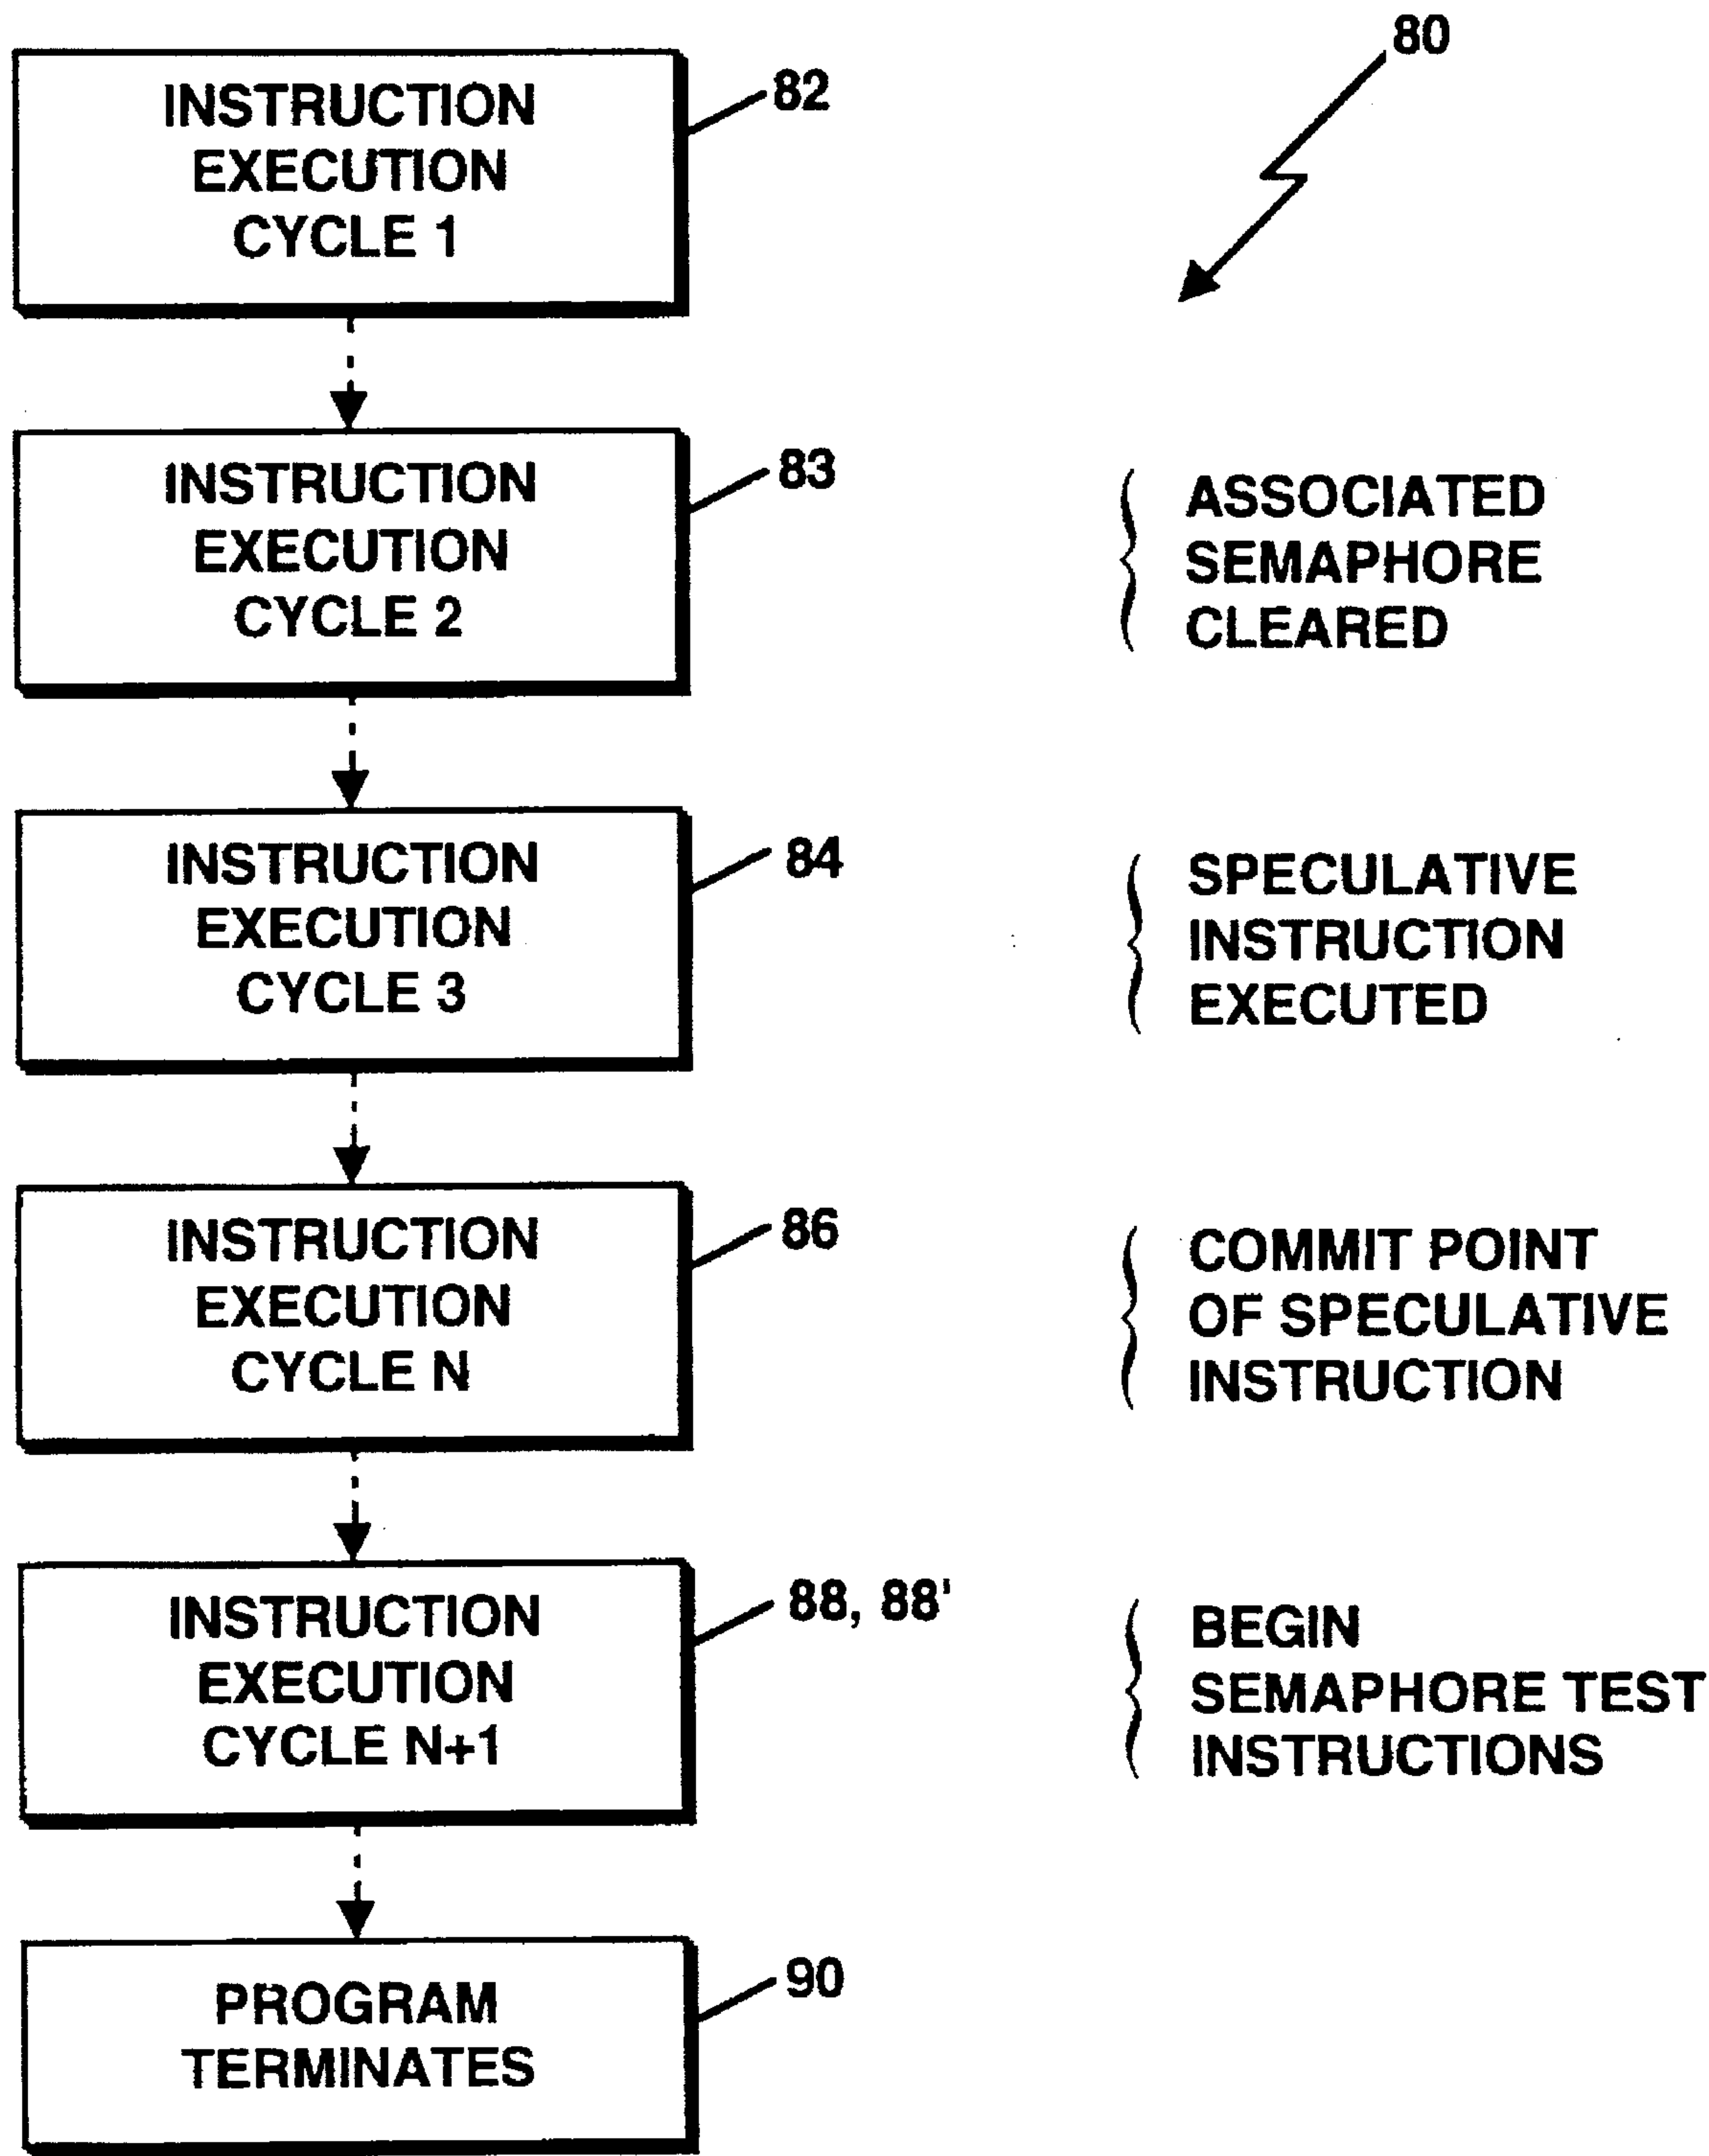 80
INSTRUCTION
EXECUTION
CYCLE 1
82
INSTRUCTION
EXECUTION
CYCLE 2
83
ASSOCIATED
SEMAPHORE
CLEARED
INSTRUCTION
EXECUTION
CYCLE 3
84
SPECULATIVE
INSTRUCTION
EXECUTED
INSTRUCTION
EXECUTION
CYCLE N
86
COMMIT POINT
OF SPECULATIVE
INSTRUCTION
INSTRUCTION
EXECUTION
CYCLE N+1
88, 88'
BEGIN
SEMAPHORE TEST
INSTRUCTIONS
PROGRAM
TERMINATES
90